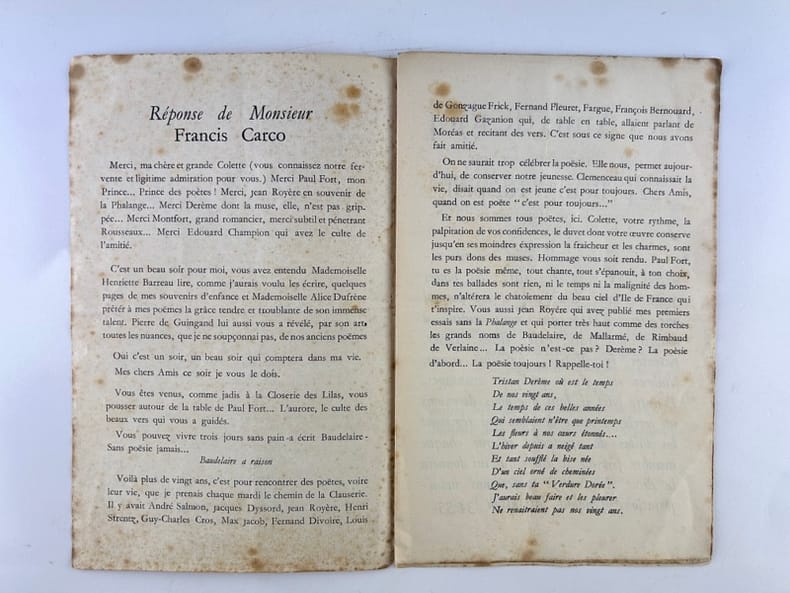 Réponse de Monsieur
Francis Carco
Merci, ma chère et grande Colette (vous connaissez notre fer-
vente et ligitime admiration pour vous.) Merci Paul Fort, mon
Prince... Prince des poètes ! Merci, Jean Royère en souvenir de
la Phalange... Merci Derème dont la muse, elle, n'est pas grip-
pée... Merci Montfort, grand romancier, merci subtil et pénetrant
Rousseaux... Merci Edouard Champion qui avez le culte de
l'amitié.
C'est un beau soir pour moi, vous avez entendu Mademoiselle
Henriette Barreau lire, comme j'aurais voulu les écrire, quelques
pages de mes souvenirs d'enfance et Mademoiselle Alice Dufrène
prêter à mes poèmes la grâce tendre et troublante de son immense
talent. Pierre de Guingand lui aussi vous a révélé, par son art
toutes les nuances, que je ne soupçonnai pas, de nos anciens poèmes
Oui c'est un soir, un beau soir qui comptera dans ma vie.
Mes chers Amis ce soir je vous le dois.
Vous êtes venus, comme jadis à la Closerie des Lilas, vous
pousser autour de la table de Paul Fort... L'aurore, le culte des
beaux vers qui vous a guidés.
Vous pouvez vivre trois jours sans pain - a écrit Baudelaire -
Sans poësie jamais...
Baudelaire a raison
Voilà plus de vingt ans, c'est pour rencontrer des poëtes, voire
leur vie, que je prenais chaque mardi le chemin de la Clauserie.
Il y avait André Salmon, Jacques Dyssord, Jean Royère, Henri
Strentz, Guy-Charles Cros, Max Jacob, Fernand Divoire, Louis
de Gonzague Frick, Fernand Pleuret, Fargue, François Bernouard,
Edouard Gazanion qui, de table en table, allaient parlant de
Moréas et recitant des vers. C'est sous ce signe que nous avons
fait amitié.
On ne saurait trop célébrer la poësie. Elle nous, permet aujour-
d'hui, de conserver notre jeunesse. Clemenceau qui connaissait la
vie, disait quand on est jeune c'est pour toujours. Chers Amis,
quand on est poëte " c'est pour toujours..."
Et nous sommes tous poëtes, ici. Colette, votre rythme, la
palpitation de vos confidences, le duvet dont votre œuvre conserve
jusqu'en ses moindres éxpression la fraicheur et les charmes, sont
les purs dons des muses. Hommage vous soit rendu. Paul Fort,
tu es la poësie même, tout chante, tout s'épanouit, à ton choix,
dans tes ballades sont rien, ni le temps ni la malignité des hom-
mes, n'altérera le chatoiement du beau ciel d'Ile de France qui
t'inspire. Vous aussi Jean Royére qui avez publié mes premiers
essais sans la Phalange et qui porter très haut comme des torches
les grands noms de Baudelaire, de Mallarmé, de Rimbaud
de Verlaine... La poësie n'est-ce pas ? Derème ? La poësie
d'abord... La poësie toujours ! Rappelle-toi !
Tristan Derème où est le temps
De nos vingt ans,
Le temps de ces belles années
Qui semblaient n'être que printemps
Les fleurs à nos cœurs étonnés...
L'hiver depuis a neigé tant
Et tant soufflé la bise née
D'un ciel orné de cheminées
Que, sans ta " Verdure Dorée ".
J'aurais beau faire et les pleurer
Ne renaitraient pas nos vingt ans.